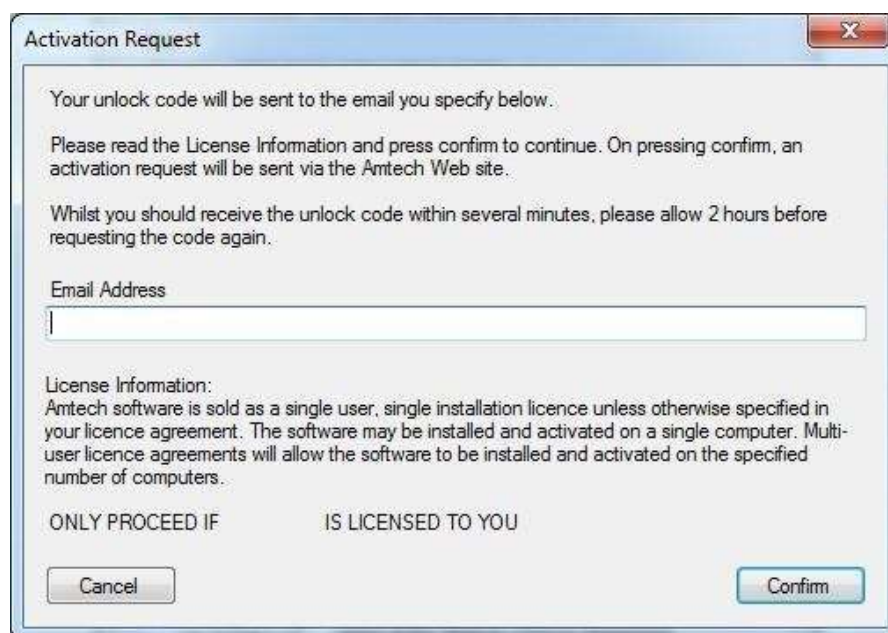 Activation Request
X
Your unlock code will be sent to the email you specify below.
Please read the License Information and press confirm to continue. On pressing confirm, an
activation request will be sent via the Amtech Web site.
Whilst you should receive the unlock code within several minutes, please allow 2 hours before
requesting the code again.
Email Address
License Information:
Amtech software is sold as a single user, single installation licence unless otherwise specified in
your licence agreement. The software may be installed and activated on a single computer. Multi-
user licence agreements will allow the software to be installed and activated on the specified
number of computers.
ONLY PROCEED IF IS LICENSED TO YOU
Cancel Confirm